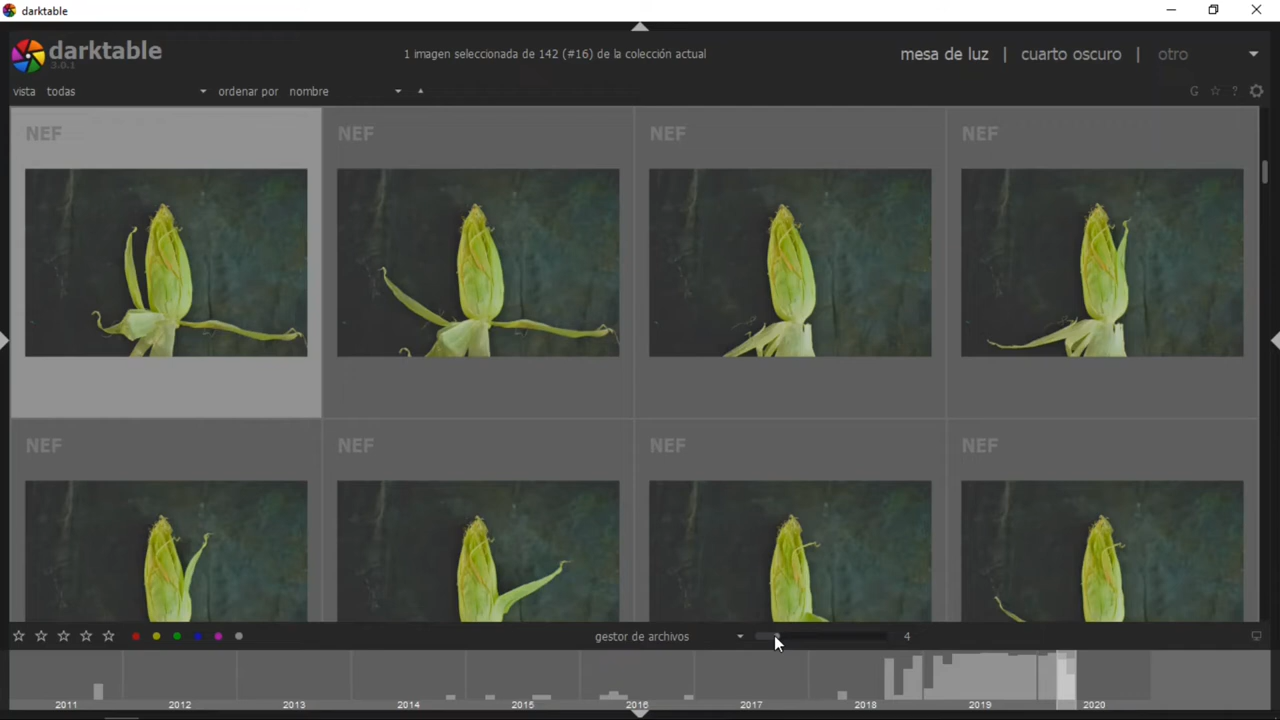 darktable
darktable
3.0.1
1 imagen seleccionada de 142 (#16) de la colección actual
mesa de luz | cuarto oscuro | otro
vista todas ordenar por nombre
G ☆ ?
NEF NEF NEF NEF
NEF NEF NEF NEF
gestor de archivos 4
2011 2012 2013 2014 2015 2016 2017 2018 2019 2020